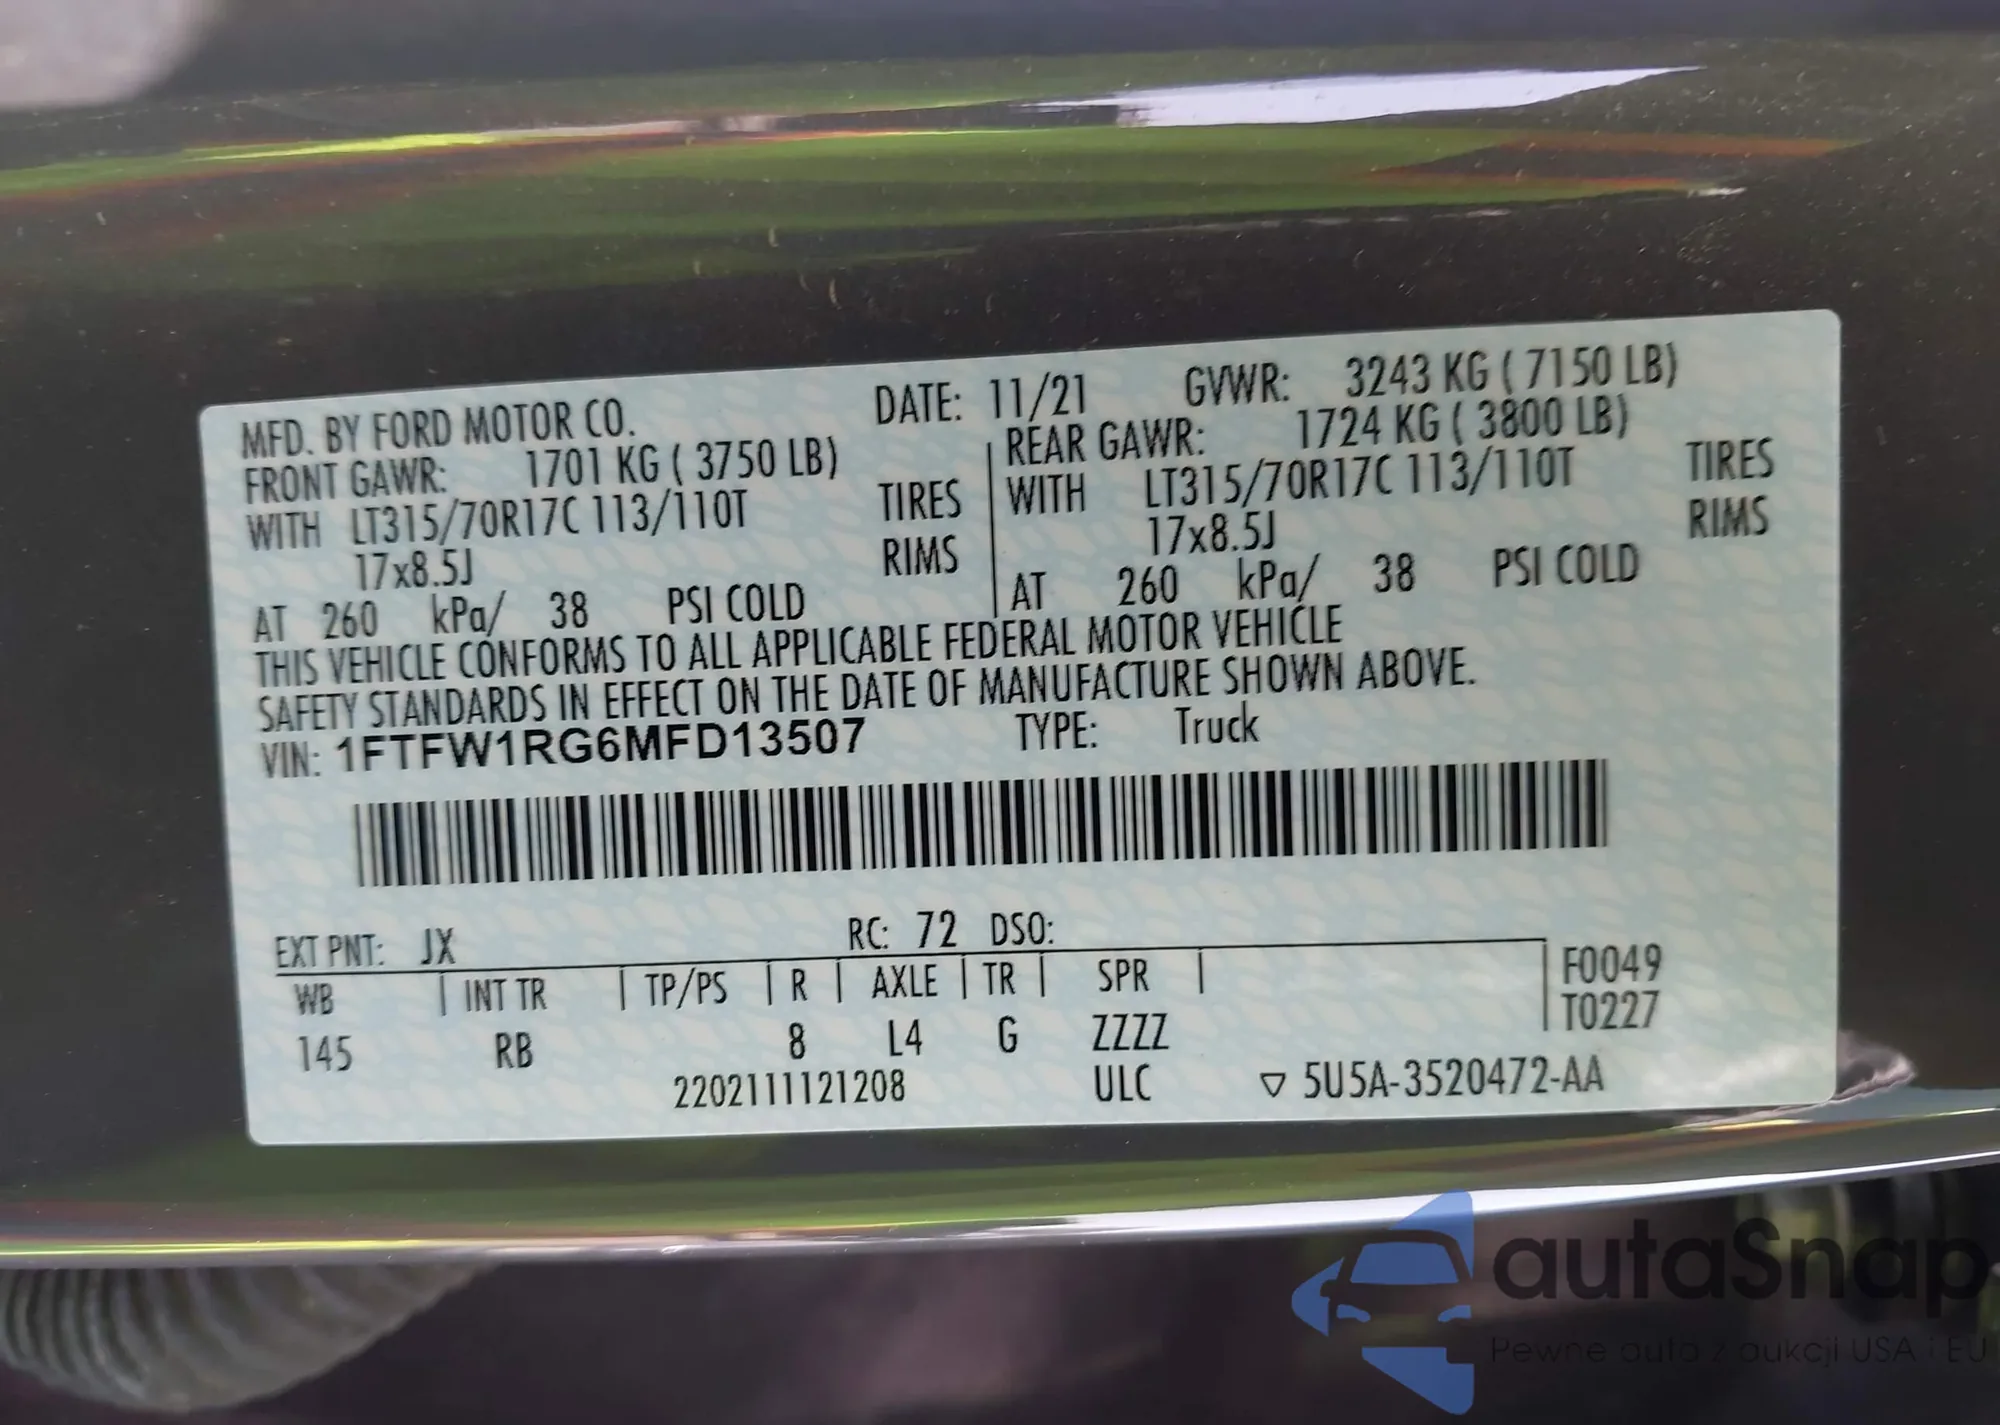 MFD. BY FORD MOTOR CO. DATE: 11/21 GVWR: 3243 KG ( 7150 LB)
FRONT GAWR: 1701 KG ( 3750 LB) REAR GAWR: 1724 KG ( 3800 LB)
WITH LT315/70R17C 113/110T TIRES WITH LT315/70R17C 113/110T TIRES
17x8.5J RIMS 17x8.5J RIMS
AT 260 kPa/ 38 PSI COLD AT 260 kPa/ 38 PSI COLD
THIS VEHICLE CONFORMS TO ALL APPLICABLE FEDERAL MOTOR VEHICLE
SAFETY STANDARDS IN EFFECT ON THE DATE OF MANUFACTURE SHOWN ABOVE.
VIN: 1FTFW1RG6MFD13507 TYPE: Truck
EXT PNT: JX RC: 72 DSO:
WB INT TR TP/PS R AXLE TR SPR F0049
T0227
145 RB 8 L4 G ZZZZ
2202111121208 ULC ▽ 5U5A-3520472-AA
autaSnap
Pewne auta z aukcji USA i EU